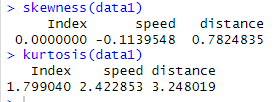 > skewness(data1)
Index speed distance
0.0000000 -0.1139548 0.7824835
> kurtosis(data1)
Index speed distance
1.799040 2.422853 3.248019
>